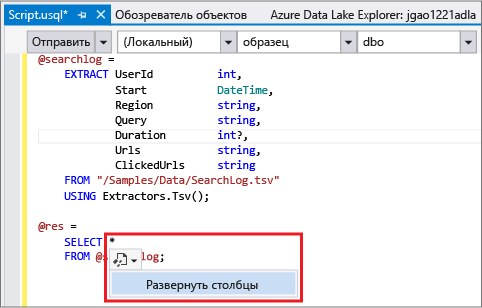 Script.usql* Обозреватель объектов Azure Data Lake Explorer: jgao1221adla
Отправить (Локальный) образец dbo
@searchlog =
EXTRACT UserId int,
Start DateTime,
Region string,
Query string,
Duration int?,
Urls string,
ClickedUrls string
FROM "/Samples/Data/SearchLog.tsv"
USING Extractors.Tsv();
@res =
SELECT *
FROM @s log;
Развернуть столбцы